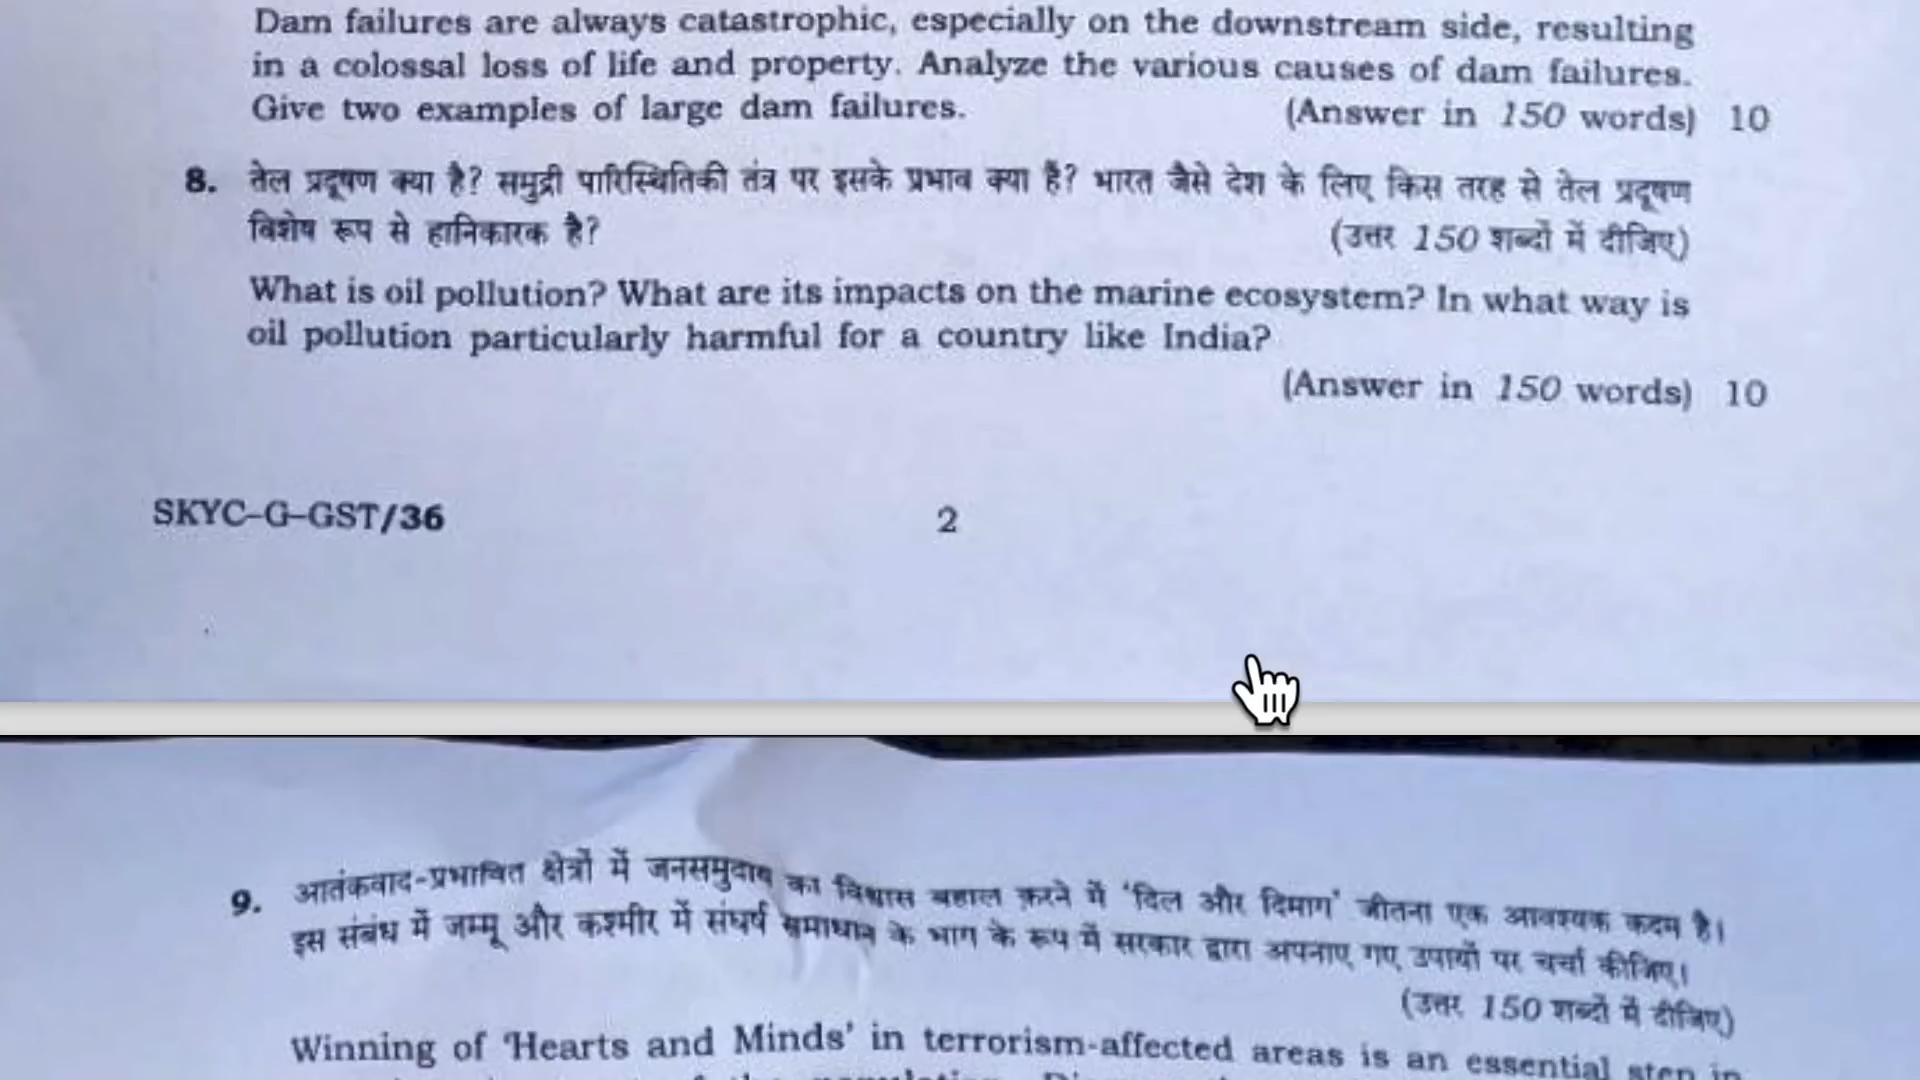 Dam failures are always catastrophic, especially on the downstream side, resulting
in a colossal loss of life and property. Analyze the various causes of dam failures.
Give two examples of large dam failures. (Answer in 150 words) 10
8. तेल प्रदूषण क्या है? समुद्री पारिस्थितिकी तंत्र पर इसके प्रभाव क्या हैं? भारत जैसे देश के लिए किस तरह से तेल प्रदूषण
विशेष रूप से हानिकारक है? (उत्तर 150 शब्दों में दीजिए)
What is oil pollution? What are its impacts on the marine ecosystem? In what way is
oil pollution particularly harmful for a country like India?
(Answer in 150 words) 10
SKYC-G-GST/36 2
9. आतंकवाद-प्रभावित क्षेत्रों में जनसमुदाय का विश्वास बहाल करने में ‘दिल और दिमाग’ जीतना एक आवश्यक कदम है।
इस संबंध में जम्मू और कश्मीर में संघर्ष समाधान के भाग के रूप में सरकार द्वारा अपनाए गए उपायों पर चर्चा कीजिए।
(उत्तर 150 शब्दों में दीजिए)
Winning of ‘Hearts and Minds’ in terrorism-affected areas is an essential step in